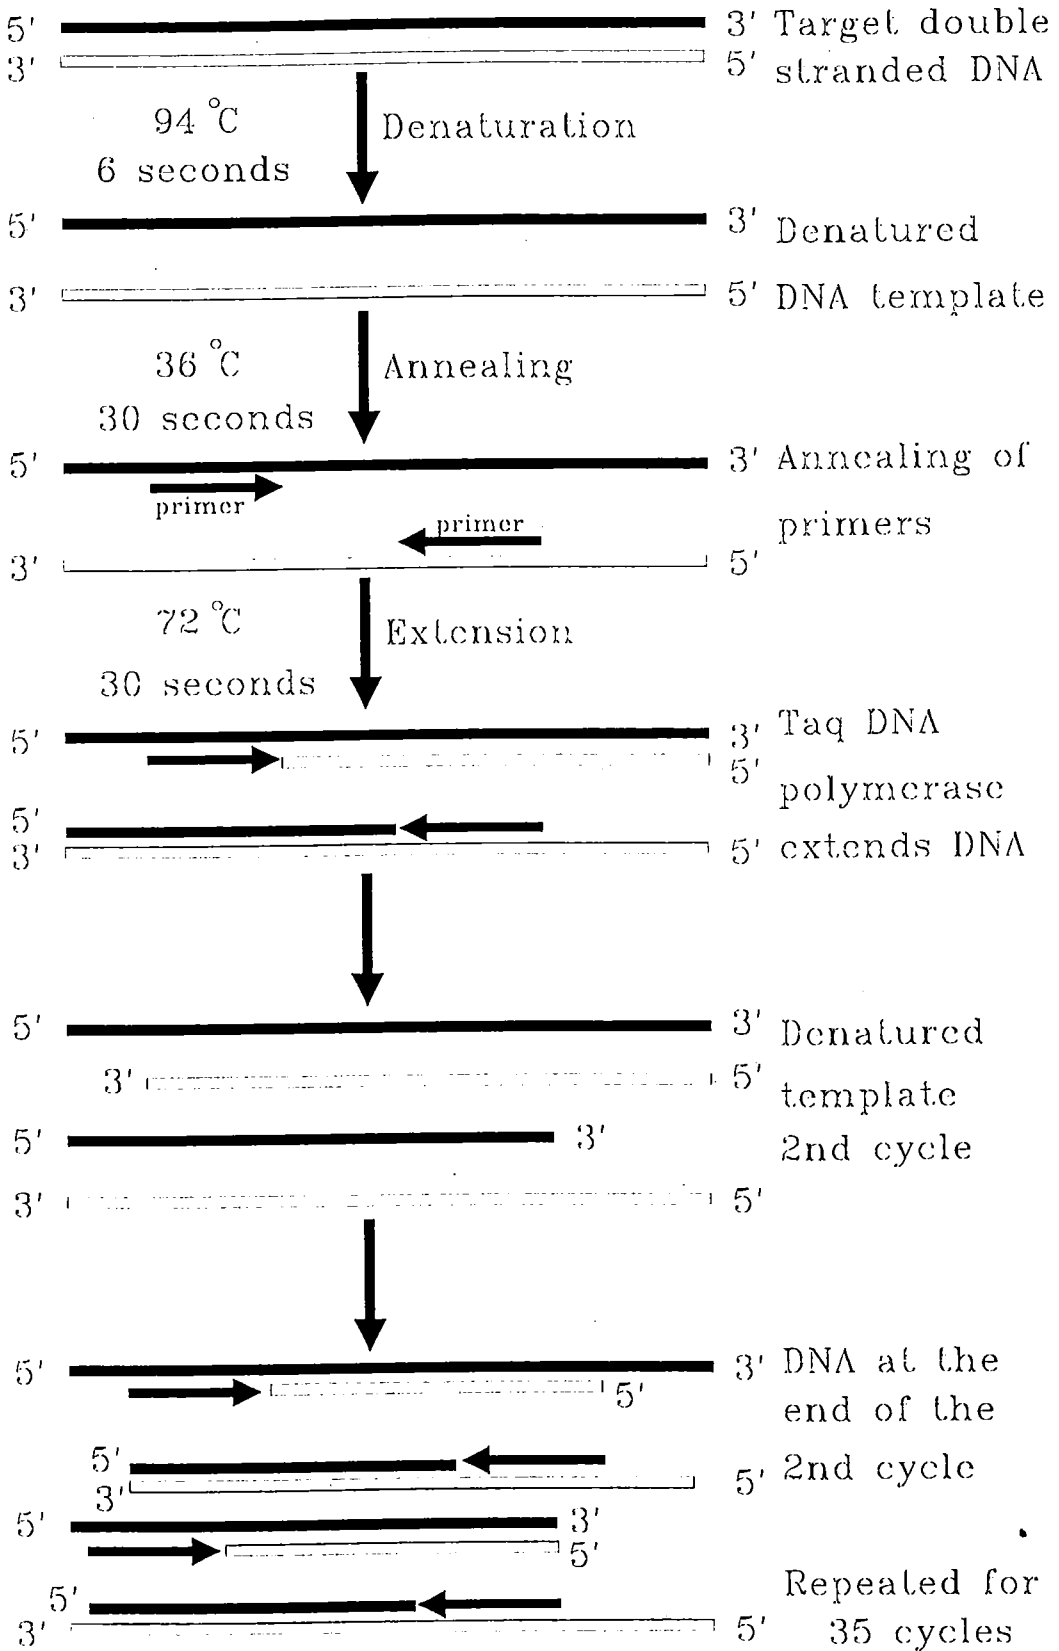 5' 3' Target double
3' 5' stranded DNA
94 °C Denaturation
6 seconds
5' 3' Denatured
3' 5' DNA template
36 °C Annealing
30 seconds
5' 3' Annealing of
primer
primer primers
3' 5'
72 °C Extension
30 seconds
5' 3' Taq DNA
5'
polymerase
5'
3' 5' extends DNA
5' 3' Denatured
3' 5'
template
5' 3' 2nd cycle
3' 5'
5' 3' DNA at the
5' end of the
5'
3' 5' 2nd cycle
5' 3'
5'
5' Repeated for
3' 5' 35 cycles